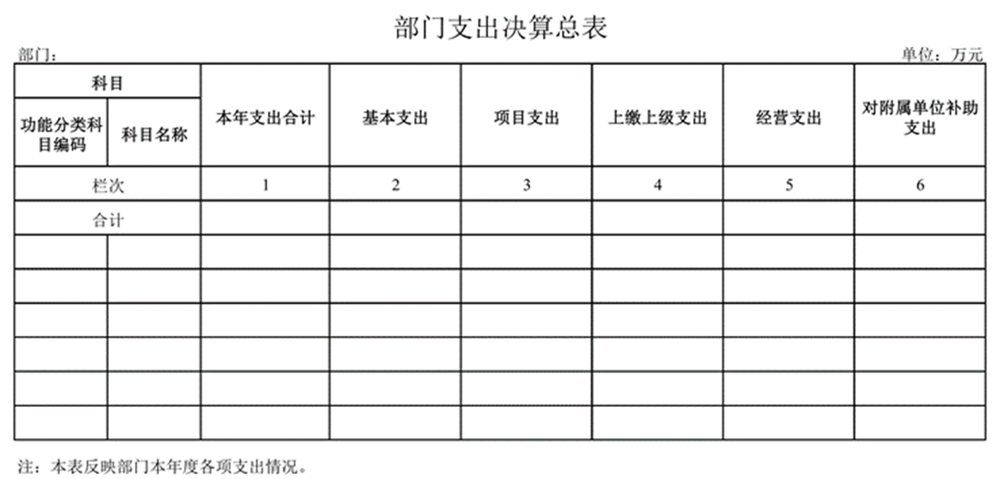 部门支出决算总表
部门：
单位：万元
科目
本年支出合计
基本支出
项目支出
上缴上级支出
经营支出
对附属单位补助
支出
功能分类科
目编码
科目名称
栏次 1 2 3 4 5 6
合计
注：本表反映部门本年度各项支出情况。